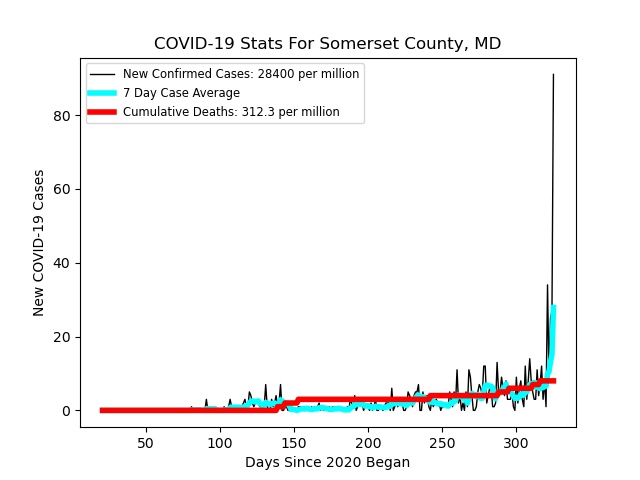 COVID-19 Stats For Somerset County, MD
New Confirmed Cases: 28400 per million
7 Day Case Average
Cumulative Deaths: 312.3 per million
New COVID-19 Cases
80
60
40
20
0
50 100 150 200 250 300
Days Since 2020 Began